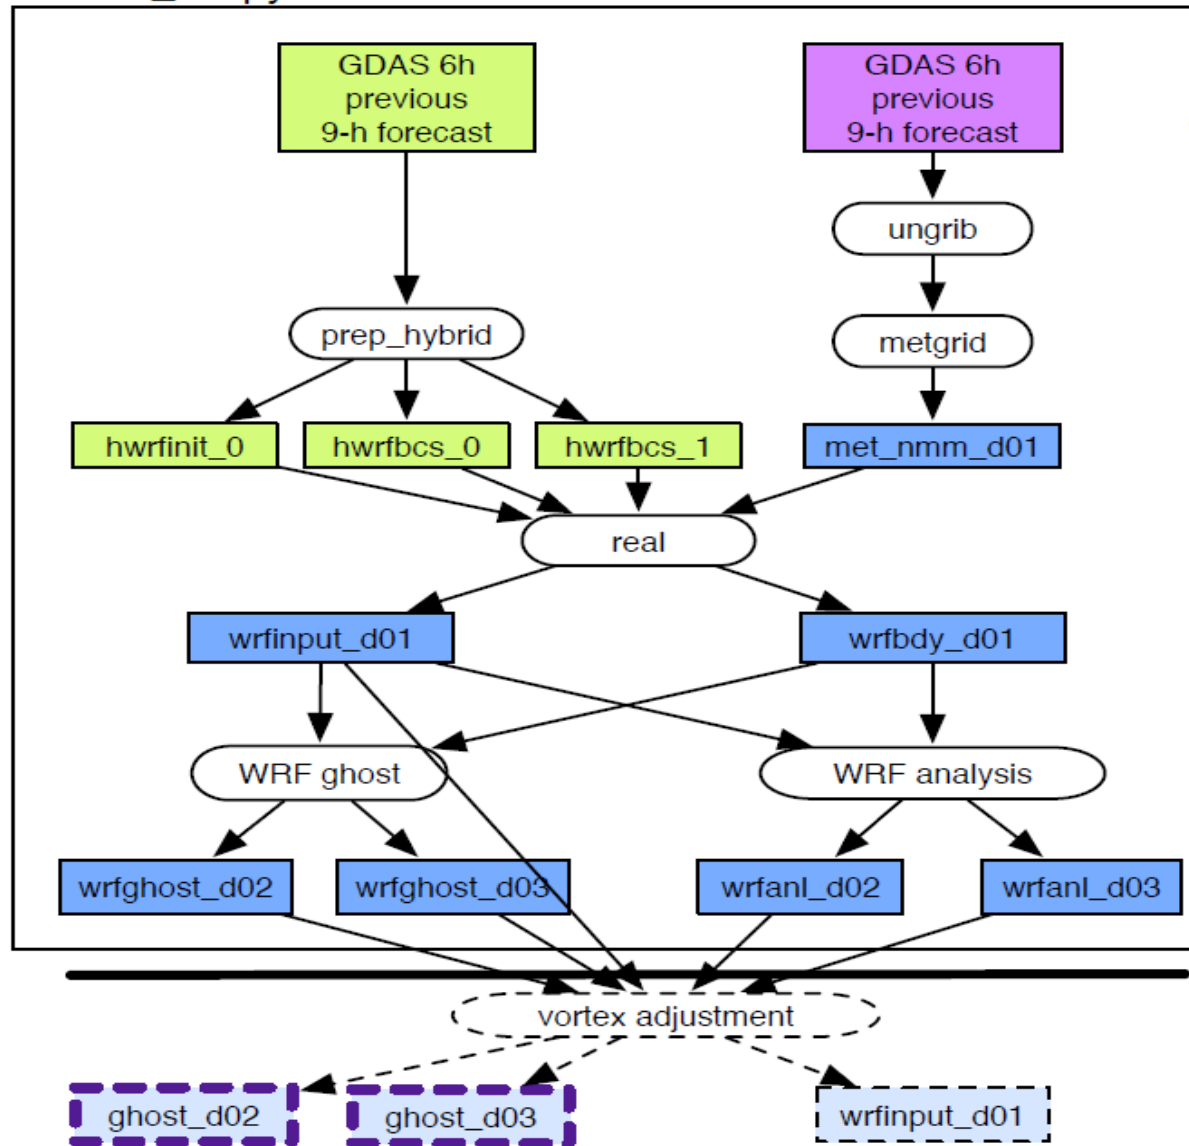 GDAS 6h
previous
9-h forecast
GDAS 6h
previous
9-h forecast
ungrib
prep_hybrid
metgrid
hwrfinit_0
hwrfbcs_0
hwrfbcs_1
met_nmm_d01
real
wrfinput_d01
wrfbdy_d01
WRF ghost
WRF analysis
wrfghost_d02
wrfghost_d03
wrfanl_d02
wrfanl_d03
vortex adjustment
ghost_d02
ghost_d03
wrfinput_d01